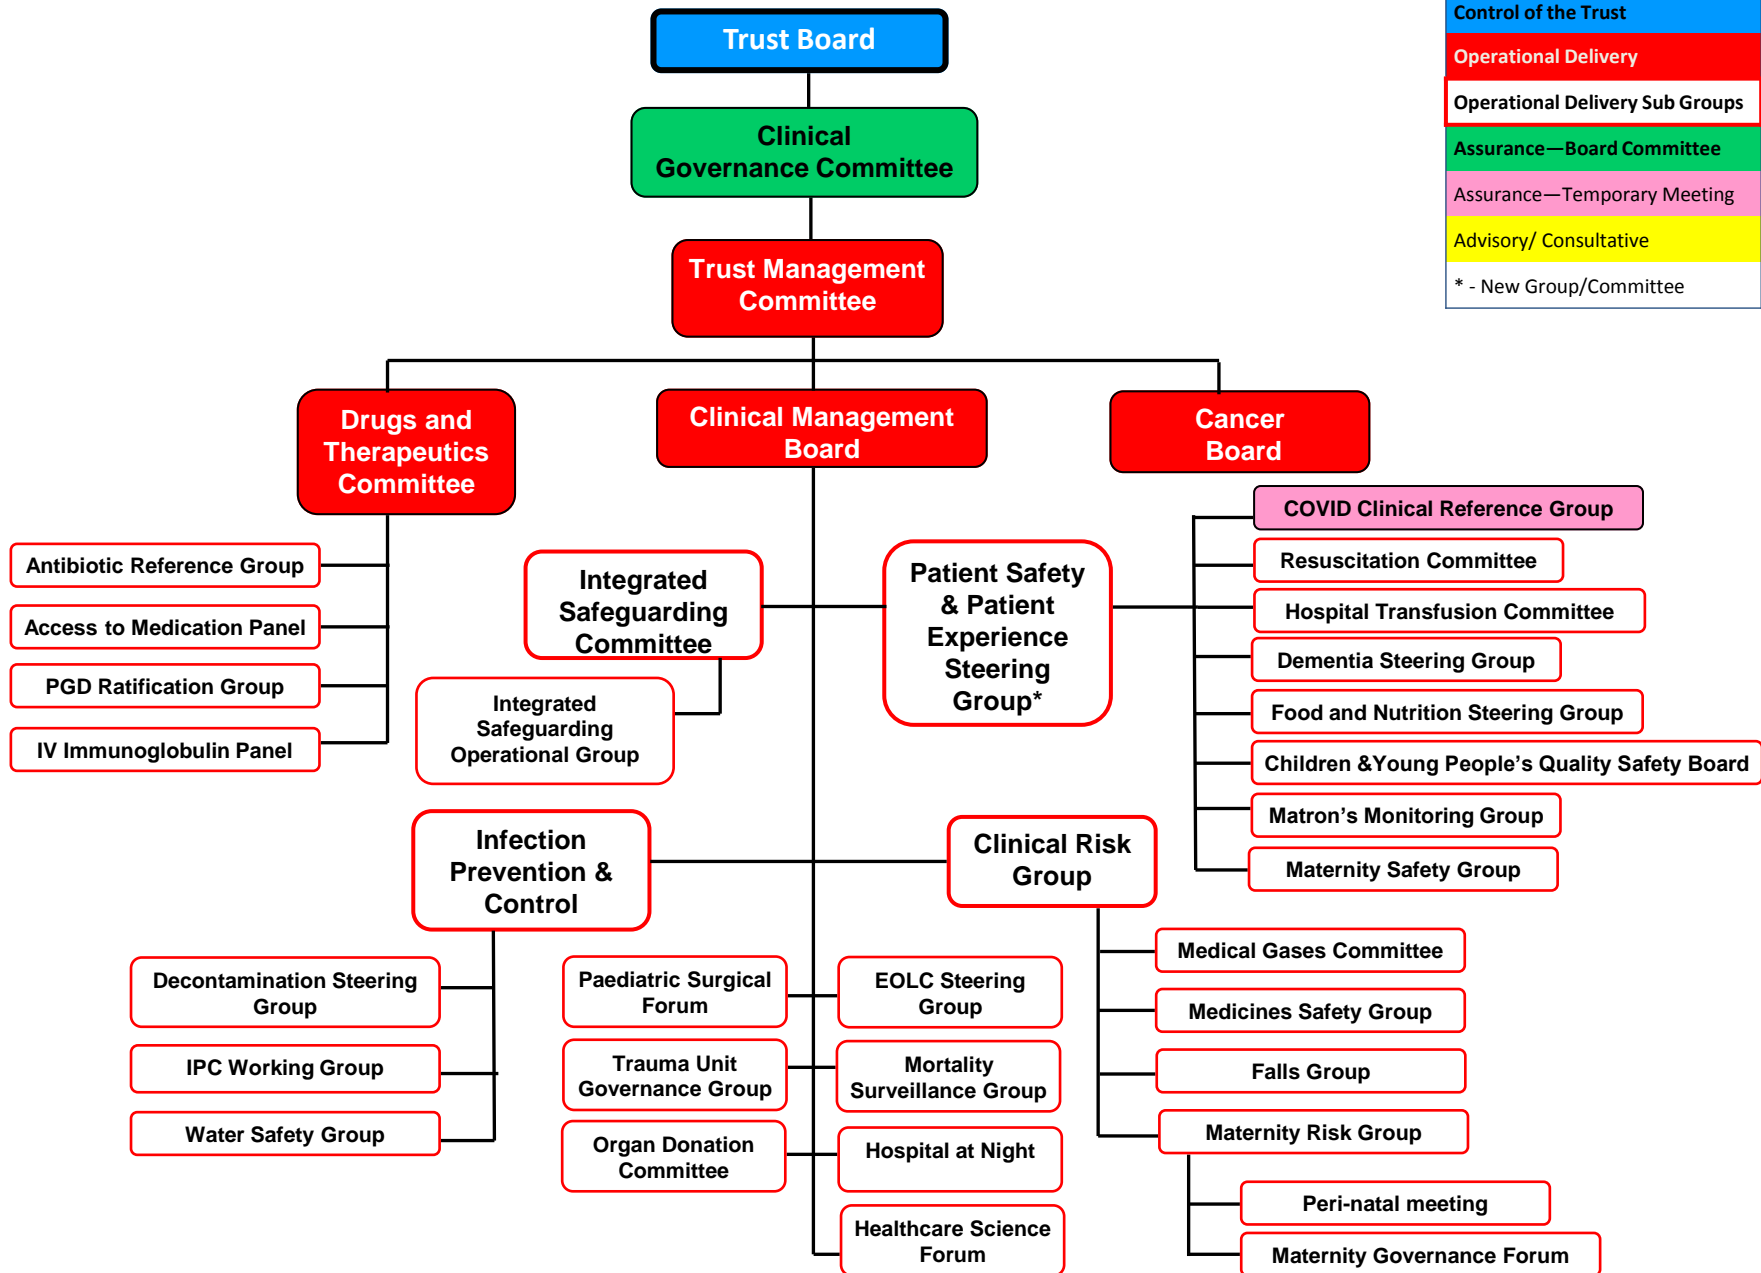 Trust Board
Control of the Trust
Operational Delivery
Operational Delivery Sub Groups
Assurance—Board Committee
Assurance—Temporary Meeting
Advisory/ Consultative
* - New Group/Committee
Clinical
Governance Committee
Trust Management
Committee
Drugs and
Therapeutics
Committee
Clinical Management
Board
Cancer
Board
Antibiotic Reference Group
Access to Medication Panel
PGD Ratification Group
IV Immunoglobulin Panel
Integrated
Safeguarding
Committee
Integrated
Safeguarding
Operational Group
Patient Safety
& Patient
Experience
Steering
Group*
COVID Clinical Reference Group
Resuscitation Committee
Hospital Transfusion Committee
Dementia Steering Group
Food and Nutrition Steering Group
Children &Young People's Quality Safety Board
Matron's Monitoring Group
Maternity Safety Group
Infection
Prevention &
Control
Clinical Risk
Group
Decontamination Steering
Group
IPC Working Group
Water Safety Group
Paediatric Surgical
Forum
EOLC Steering
Group
Trauma Unit
Governance Group
Mortality
Surveillance Group
Organ Donation
Committee
Hospital at Night
Healthcare Science
Forum
Medical Gases Committee
Medicines Safety Group
Falls Group
Maternity Risk Group
Peri-natal meeting
Maternity Governance Forum